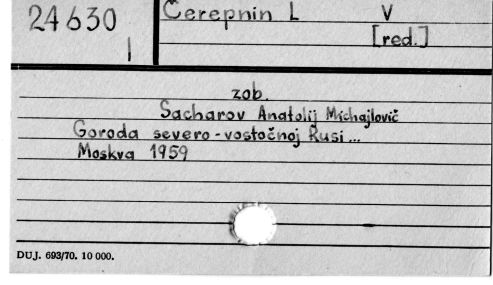 24630
1
Čerepnin L V
[red.]
zob.
Sacharov Anatolij Michajlovič
Goroda severo-vostočnoj Rusi...
Moskva 1959
DUJ. 693/70. 10 000.